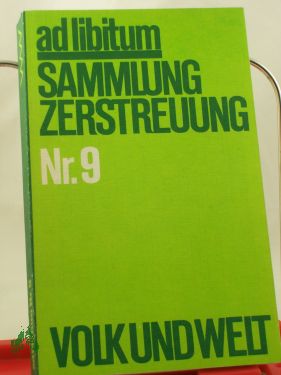 ad libitum
SAMMLUNG
ZERSTREUUNG
Nr. 9
VOLK UND WELT